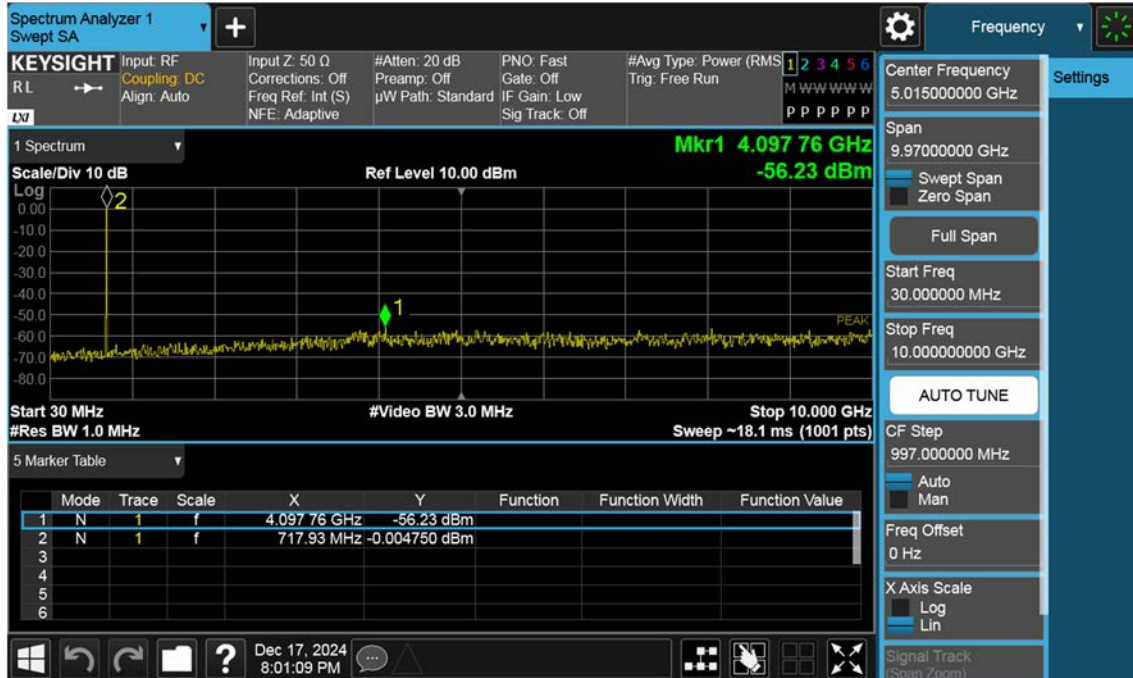 Spectrum Analyzer 1
Swept SA
+
Frequency
KEYSIGHT
RL
LXI
Input: RF
Coupling: DC
Align: Auto
Input Z: 50 Ω
Corrections: Off
Freq Ref: Int (S)
NFE: Adaptive
#Atten: 20 dB
Preamp: Off
µW Path: Standard
PNO: Fast
Gate: Off
IF Gain: Low
Sig Track: Off
#Avg Type: Power (RMS
Trig: Free Run
1 2 3 4 5 6
M W W W W W
P P P P P P
1 Spectrum
Mkr1 4.097 76 GHz
-56.23 dBm
Scale/Div 10 dB
Ref Level 10.00 dBm
Log
0.00
-10.0
-20.0
-30.0
-40.0
-50.0
-60.0
-70.0
-80.0
2
1
PEAK
Start 30 MHz
#Video BW 3.0 MHz
Stop 10.000 GHz
#Res BW 1.0 MHz
Sweep ~18.1 ms (1001 pts)
5 Marker Table
Mode Trace Scale X Y Function Function Width Function Value
1 N 1 f 4.097 76 GHz -56.23 dBm
2 N 1 f 717.93 MHz -0.004750 dBm
3
4
5
6
?
Dec 17, 2024
8:01:09 PM
Center Frequency
5.015000000 GHz
Settings
Span
9.97000000 GHz
Swept Span
Zero Span
Full Span
Start Freq
30.000000 MHz
Stop Freq
10.000000000 GHz
AUTO TUNE
CF Step
997.000000 MHz
Auto
Man
Freq Offset
0 Hz
X Axis Scale
Log
Lin
Signal Track
(Span Zoom)